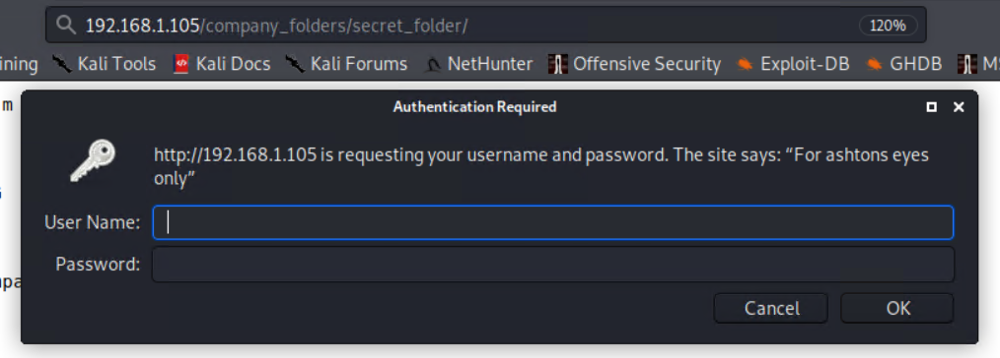 192.168.1.105/company_folders/secret_folder/ 120%
ining Kali Tools Kali Docs Kali Forums NetHunter Offensive Security Exploit-DB GHDB MS
m
Authentication Required
http://192.168.1.105 is requesting your username and password. The site says: “For ashtons eyes
only”
User Name:
Password:
mpa
Cancel OK